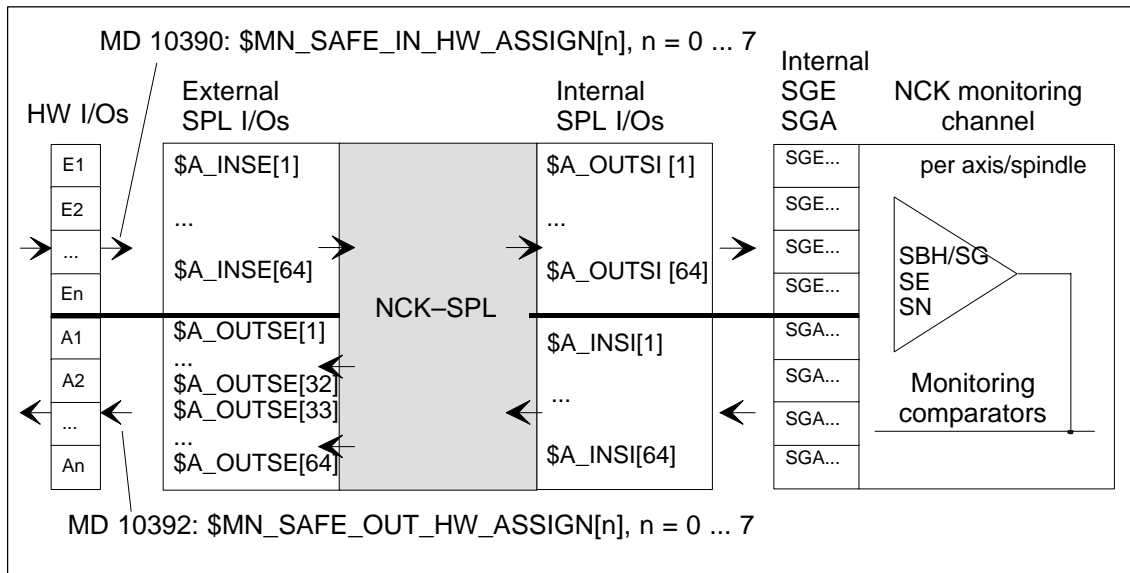 MD 10390: $MN_SAFE_IN_HW_ASSIGN[n], n = 0 ... 7
HW I/Os
External
SPL I/Os
Internal
SPL I/Os
Internal
SGE
SGA
NCK monitoring
channel
E1
E2
...
En
A1
A2
...
An
$A_INSE[1]
...
$A_INSE[64]
$A_OUTSE[1]
...
$A_OUTSE[32]
$A_OUTSE[33]
...
$A_OUTSE[64]
NCK–SPL
$A_OUTSI [1]
...
$A_OUTSI [64]
$A_INSI[1]
...
$A_INSI[64]
SGE...
SGE...
SGE...
SGE...
SGA...
SGA...
SGA...
SGA...
per axis/spindle
SBH/SG
SE
SN
Monitoring
comparators
MD 10392: $MN_SAFE_OUT_HW_ASSIGN[n], n = 0 ... 7